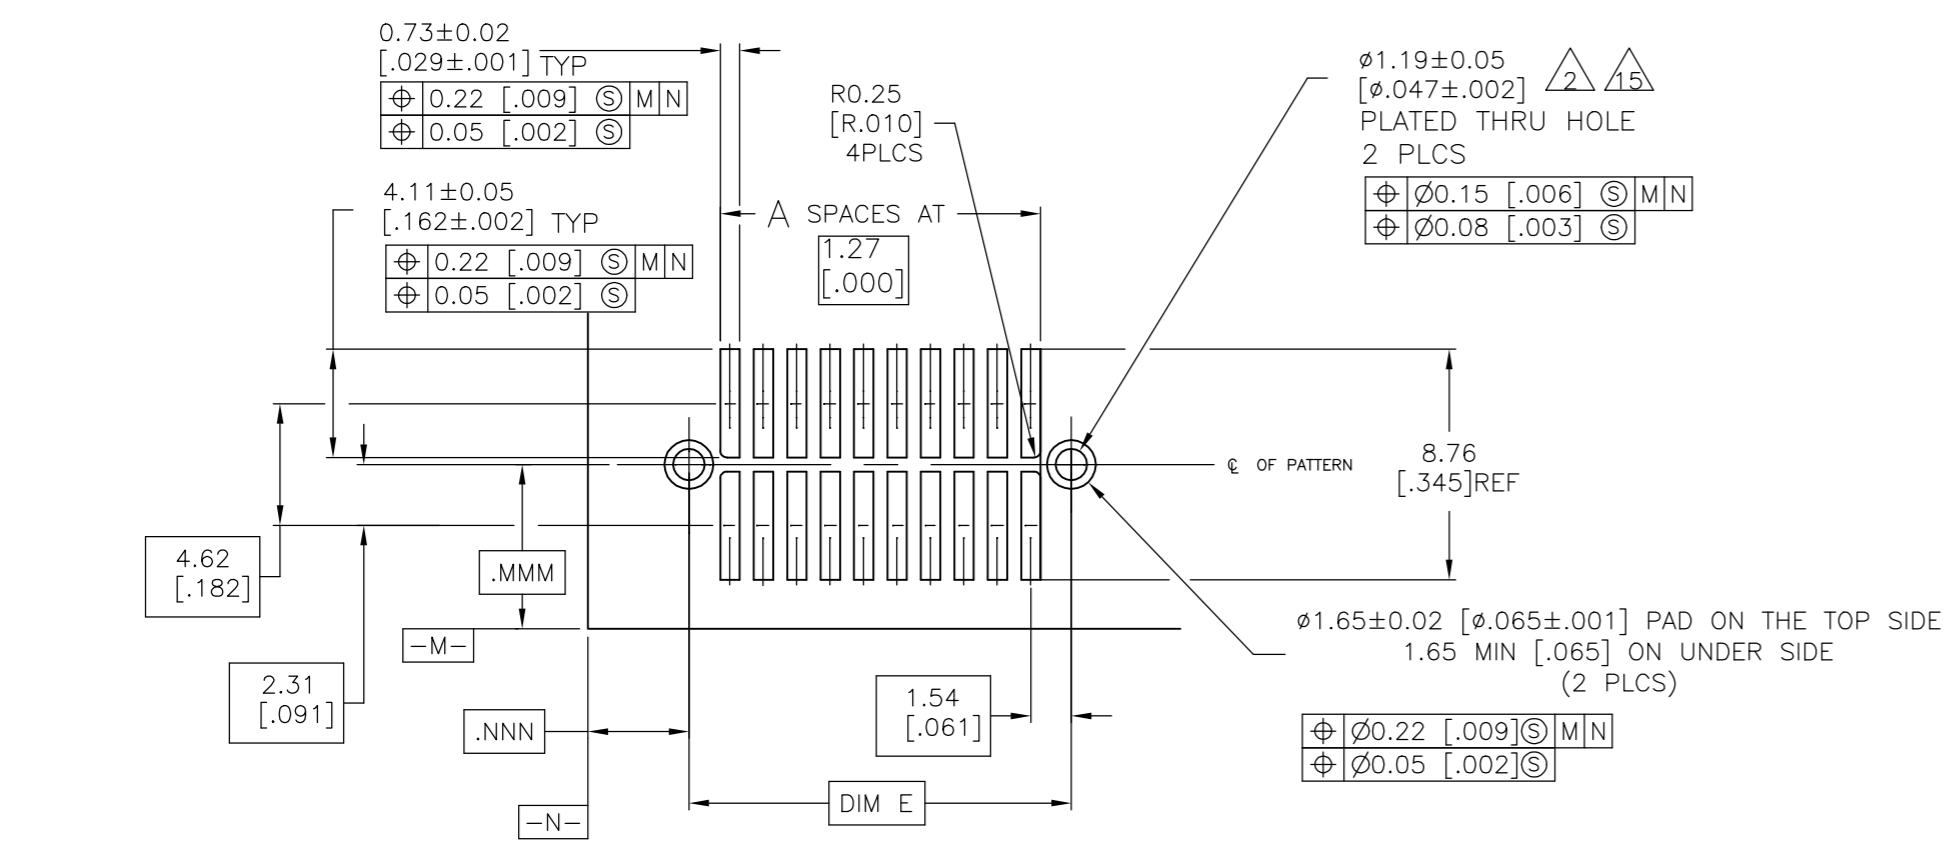 0.73±0.02
[.029±.001] TYP
⌖ 0.22 [.009] Ⓢ M N
⌖ 0.05 [.002] Ⓢ
4.11±0.05
[.162±.002] TYP
⌖ 0.22 [.009] Ⓢ M N
⌖ 0.05 [.002] Ⓢ
R0.25
[R.010]
4PLCS
A SPACES AT
1.27
[.000]
ø1.19±0.05
[ø.047±.002] 2 15
PLATED THRU HOLE
2 PLCS
⌖ Ø0.15 [.006] Ⓢ M N
⌖ Ø0.08 [.003] Ⓢ
℄ OF PATTERN
8.76
[.345]REF
4.62
[.182]
.MMM
-M-
2.31
[.091]
.NNN
-N-
1.54
[.061]
DIM E
ø1.65±0.02 [ø.065±.001] PAD ON THE TOP SIDE
1.65 MIN [.065] ON UNDER SIDE
(2 PLCS)
⌖ Ø0.22 [.009]Ⓢ M N
⌖ Ø0.05 [.002]Ⓢ